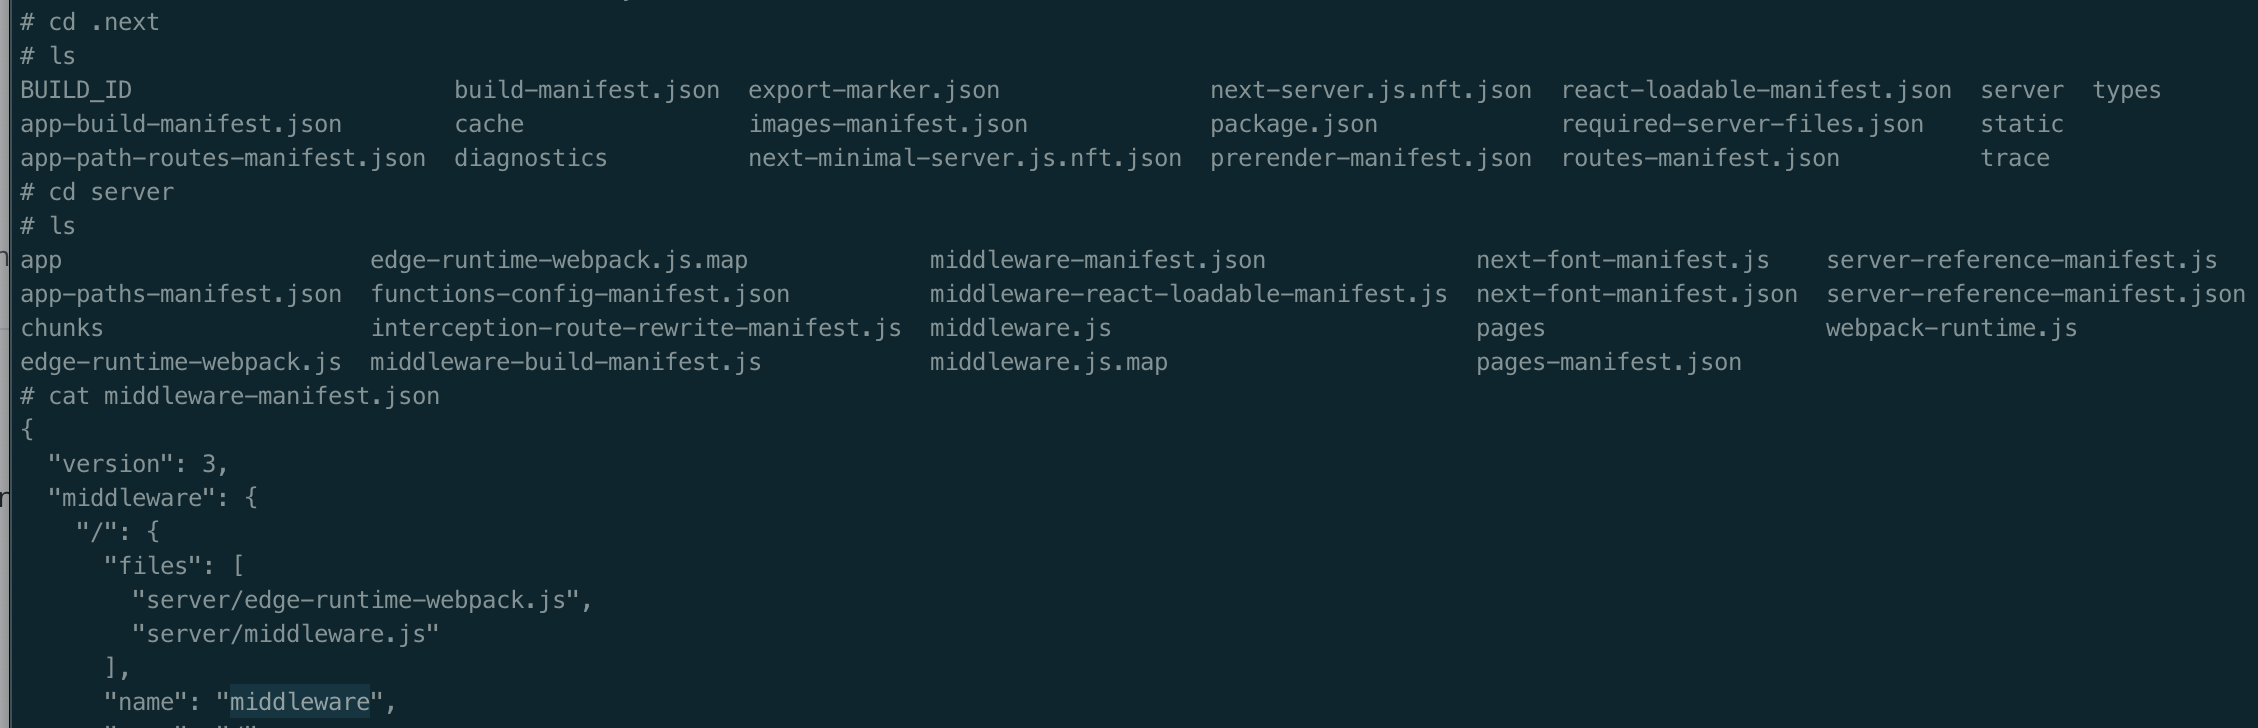 # cd .next
# ls
BUILD_ID build-manifest.json export-marker.json next-server.js.nft.json react-loadable-manifest.json server types
app-build-manifest.json cache images-manifest.json package.json required-server-files.json static
app-path-routes-manifest.json diagnostics next-minimal-server.js.nft.json prerender-manifest.json routes-manifest.json trace
# cd server
# ls
app edge-runtime-webpack.js.map middleware-manifest.json next-font-manifest.js server-reference-manifest.js
app-paths-manifest.json functions-config-manifest.json middleware-react-loadable-manifest.js next-font-manifest.json server-reference-manifest.json
chunks interception-route-rewrite-manifest.js middleware.js pages webpack-runtime.js
edge-runtime-webpack.js middleware-build-manifest.js middleware.js.map pages-manifest.json
# cat middleware-manifest.json
{
  "version": 3,
  "middleware": {
    "/": {
      "files": [
        "server/edge-runtime-webpack.js",
        "server/middleware.js"
      ],
      "name": "middleware",